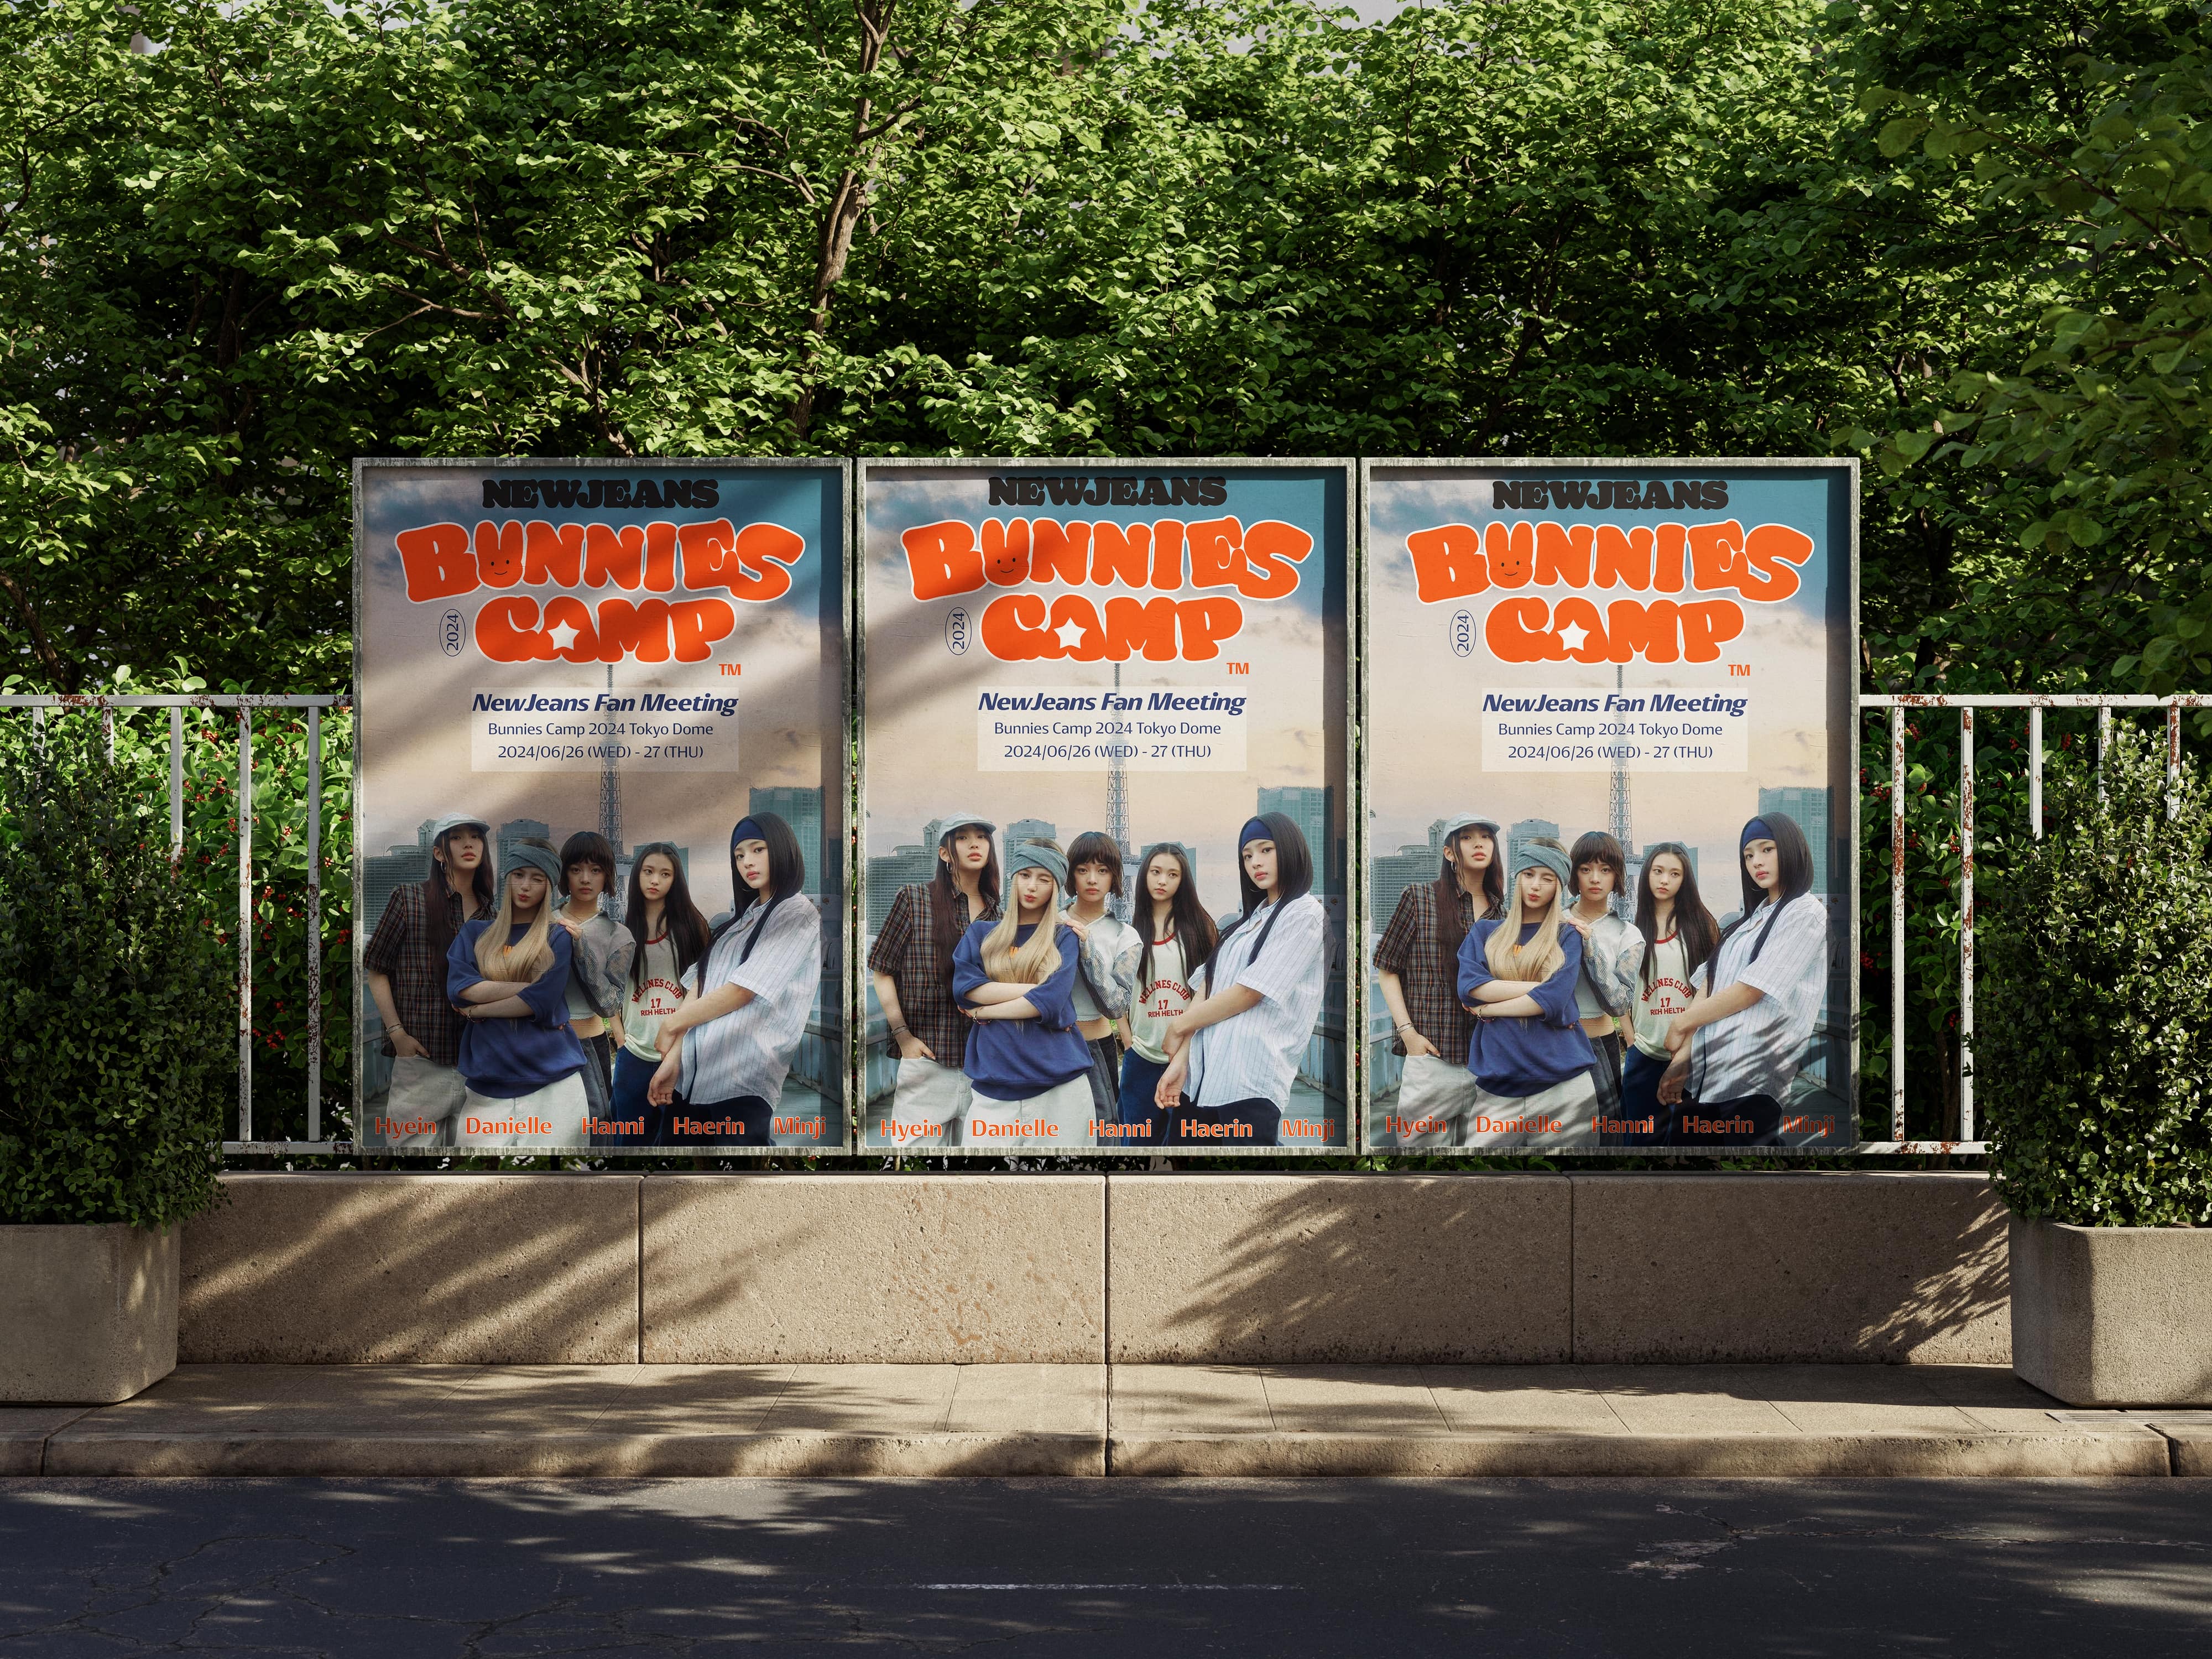 NEWJEANS
BUNNIES
CAMP
2024
TM
NewJeans Fan Meeting
Bunnies Camp 2024 Tokyo Dome
2024/06/26 (WED) - 27 (THU)
WELLNES CLUB
17
HELTH
Hyein Danielle Hanni Haerin Minji
NEWJEANS
BUNNIES
CAMP
2024
TM
NewJeans Fan Meeting
Bunnies Camp 2024 Tokyo Dome
2024/06/26 (WED) - 27 (THU)
WELLNES CLUB
17
HELTH
Hyein Danielle Hanni Haerin Minji
NEWJEANS
BUNNIES
CAMP
2024
TM
NewJeans Fan Meeting
Bunnies Camp 2024 Tokyo Dome
2024/06/26 (WED) - 27 (THU)
WELLNES CLUB
17
HELTH
Hyein Danielle Hanni Haerin Minji